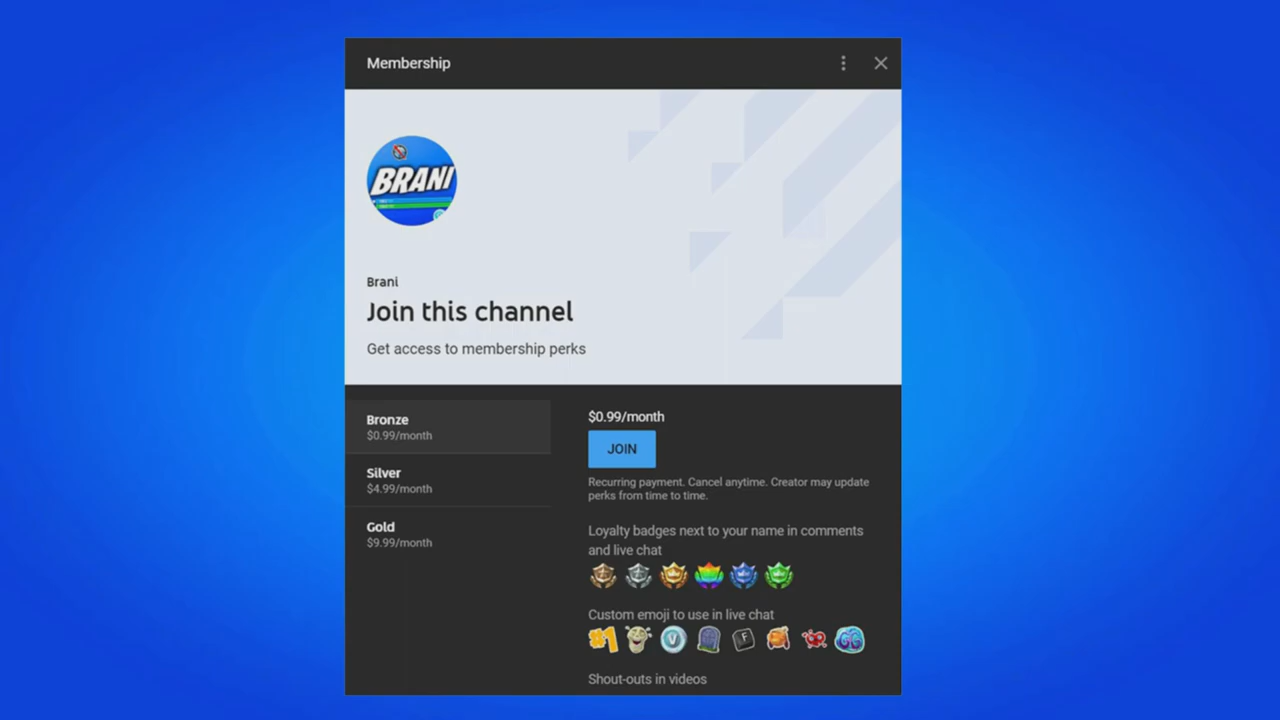 Membership
BRANI
Brani
Join this channel
Get access to membership perks
Bronze
$0.99/month
Silver
$4.99/month
Gold
$9.99/month
$0.99/month
JOIN
Recurring payment. Cancel anytime. Creator may update
perks from time to time.
Loyalty badges next to your name in comments
and live chat
Custom emoji to use in live chat
#1
V
F
GG
Shout-outs in videos